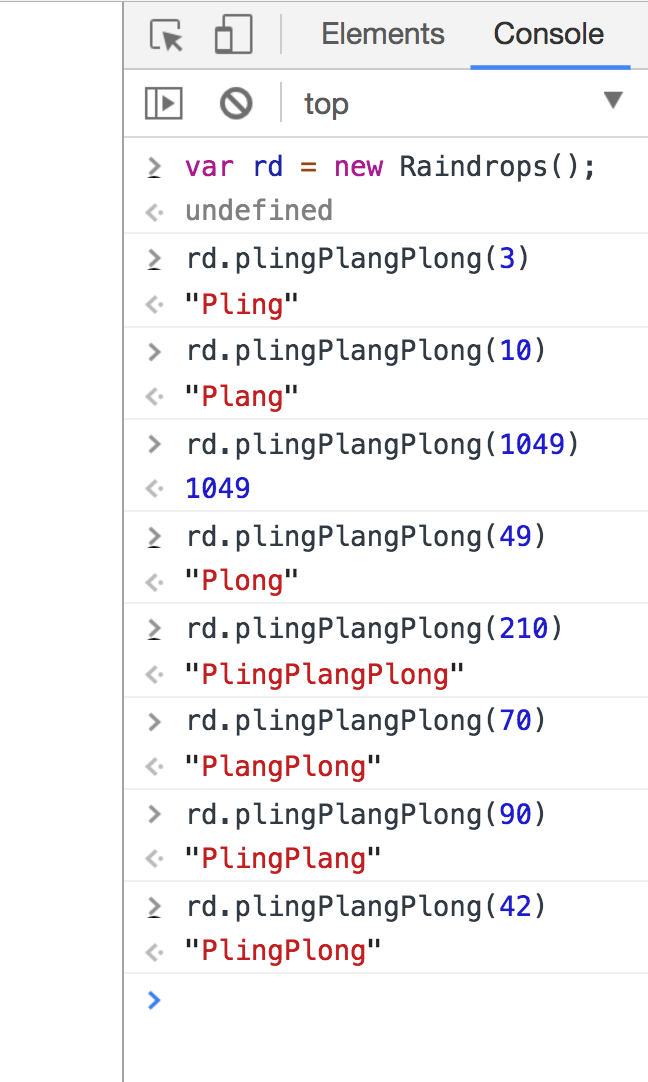 Elements Console
top
var rd = new Raindrops();
undefined
rd.plingPlangPlong(3)
"Pling"
rd.plingPlangPlong(10)
"Plang"
rd.plingPlangPlong(1049)
1049
rd.plingPlangPlong(49)
"Plong"
rd.plingPlangPlong(210)
"PlingPlangPlong"
rd.plingPlangPlong(70)
"PlangPlong"
rd.plingPlangPlong(90)
"PlingPlang"
rd.plingPlangPlong(42)
"PlingPlong"